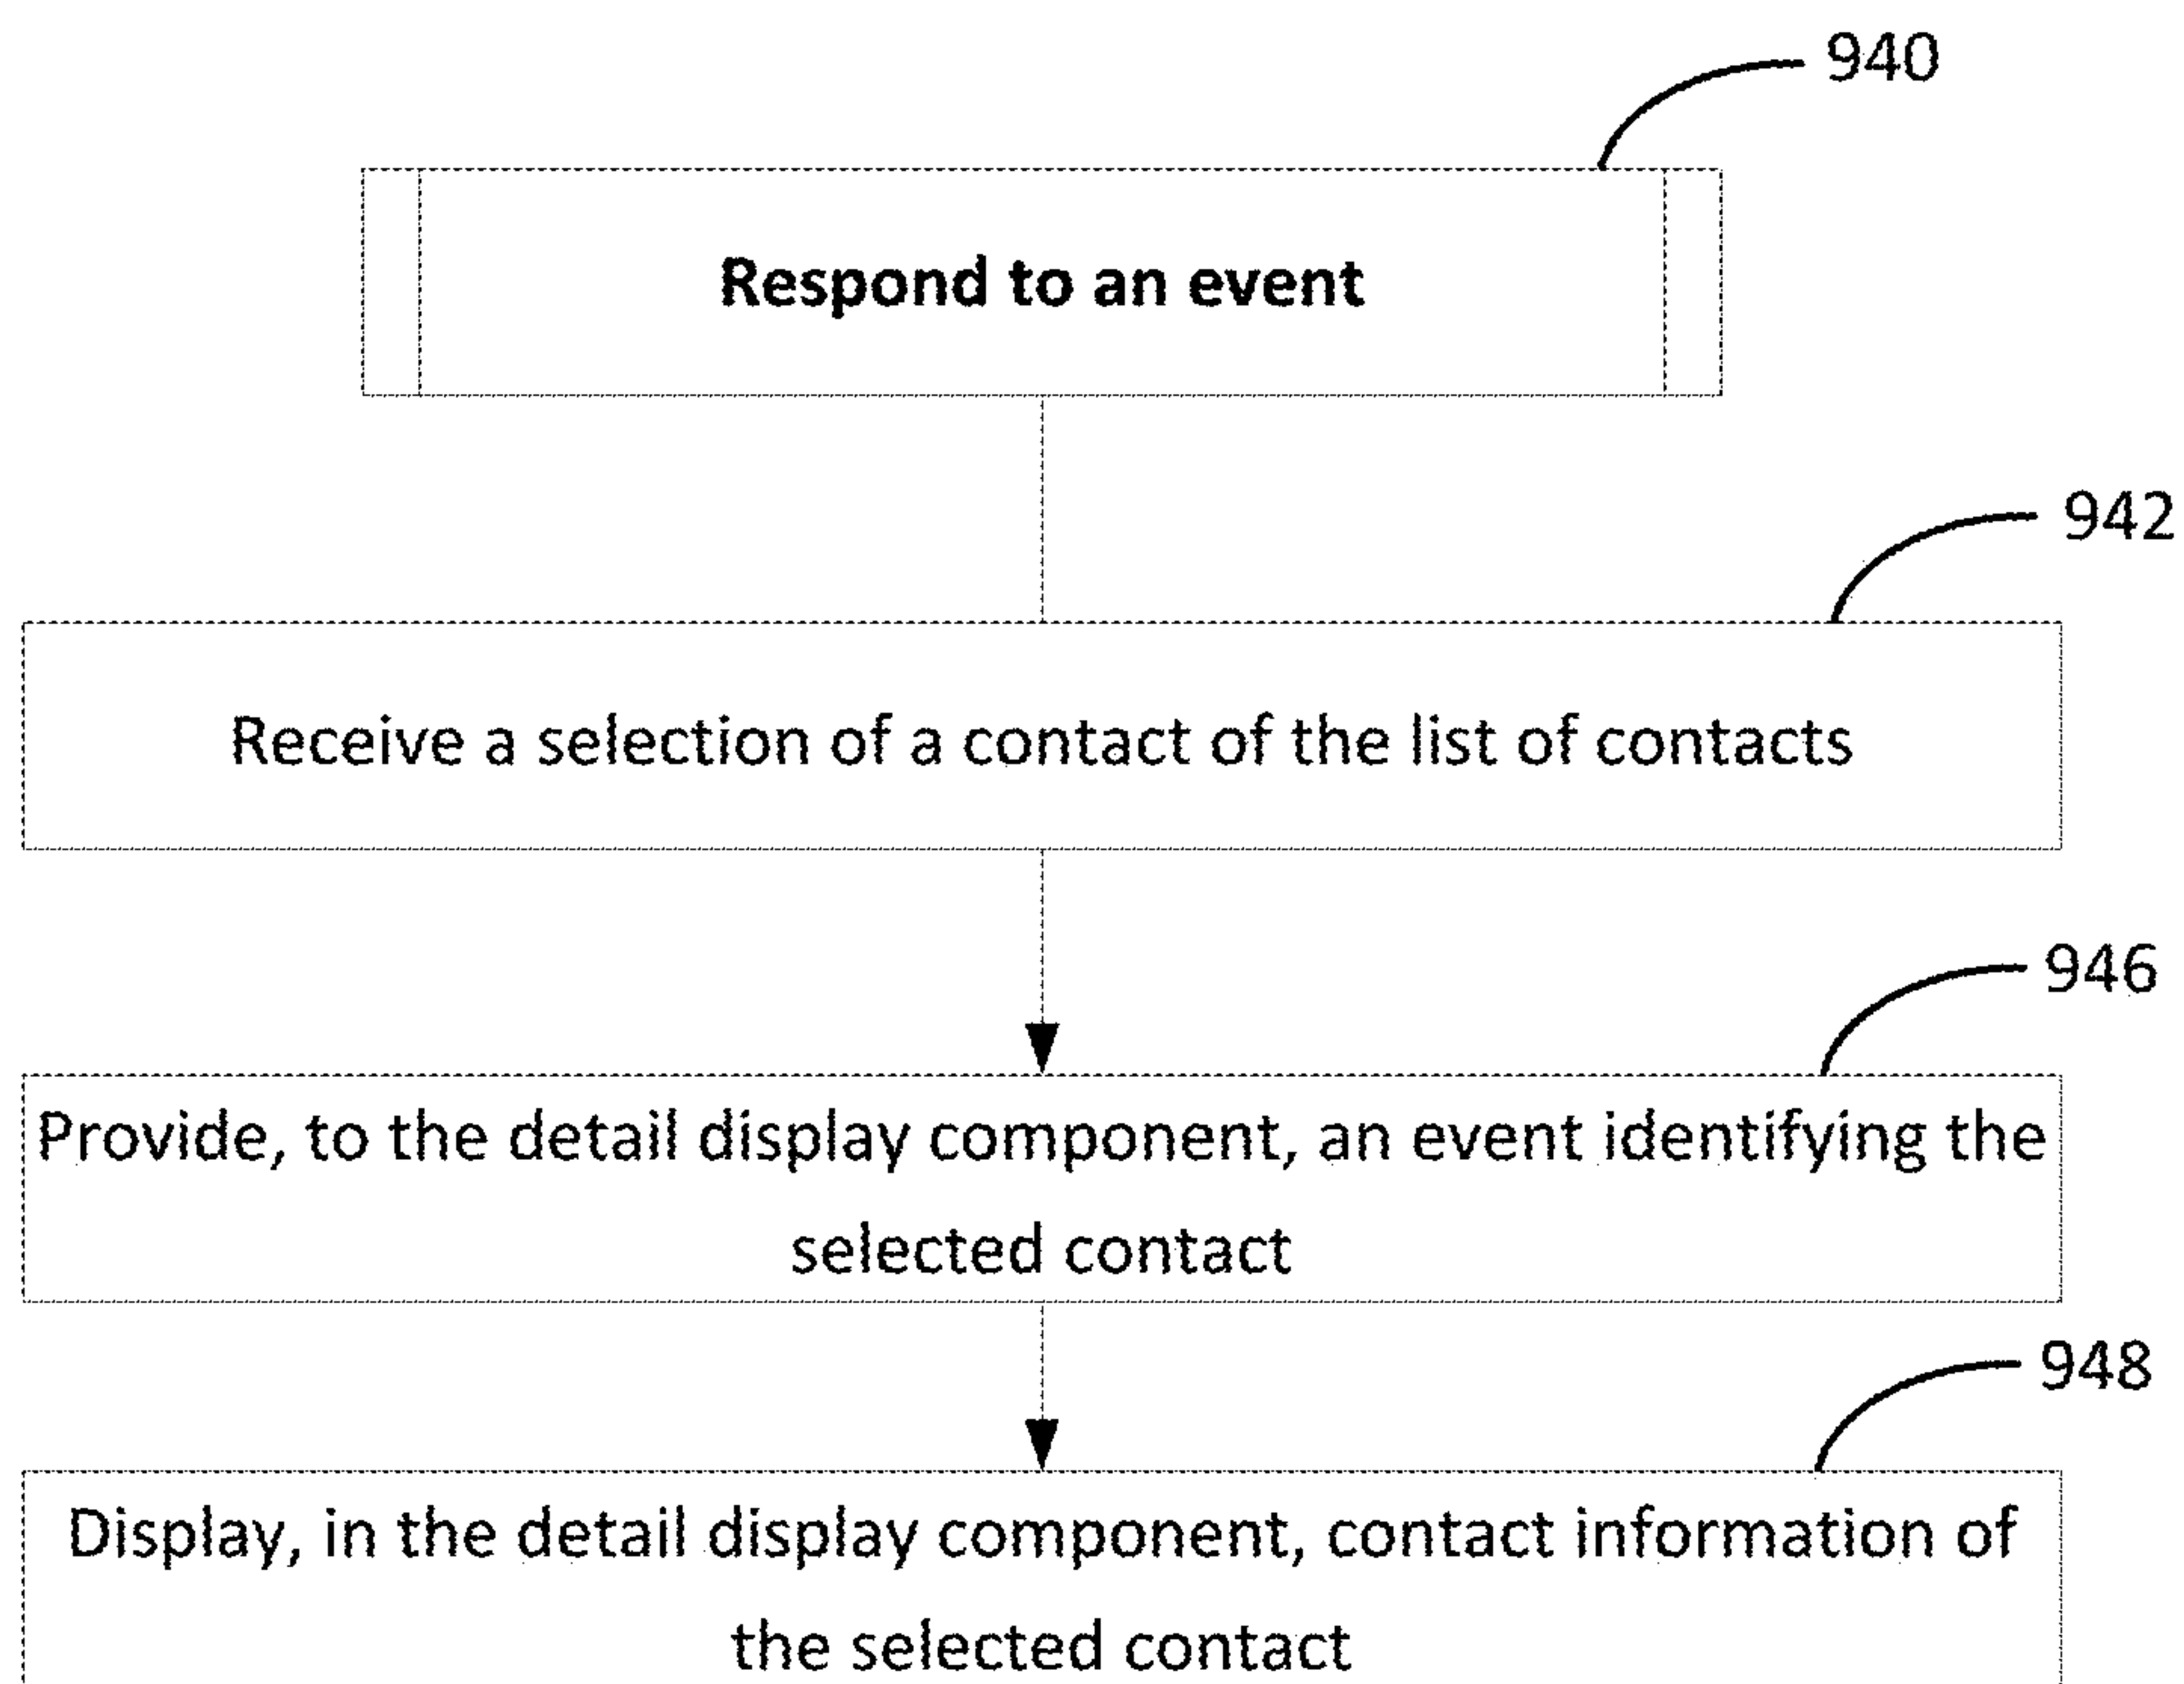 940
Respond to an event
942
Receive a selection of a contact of the list of contacts
946
Provide, to the detail display component, an event identifying the
selected contact
948
Display, in the detail display component, contact information of
the selected contact